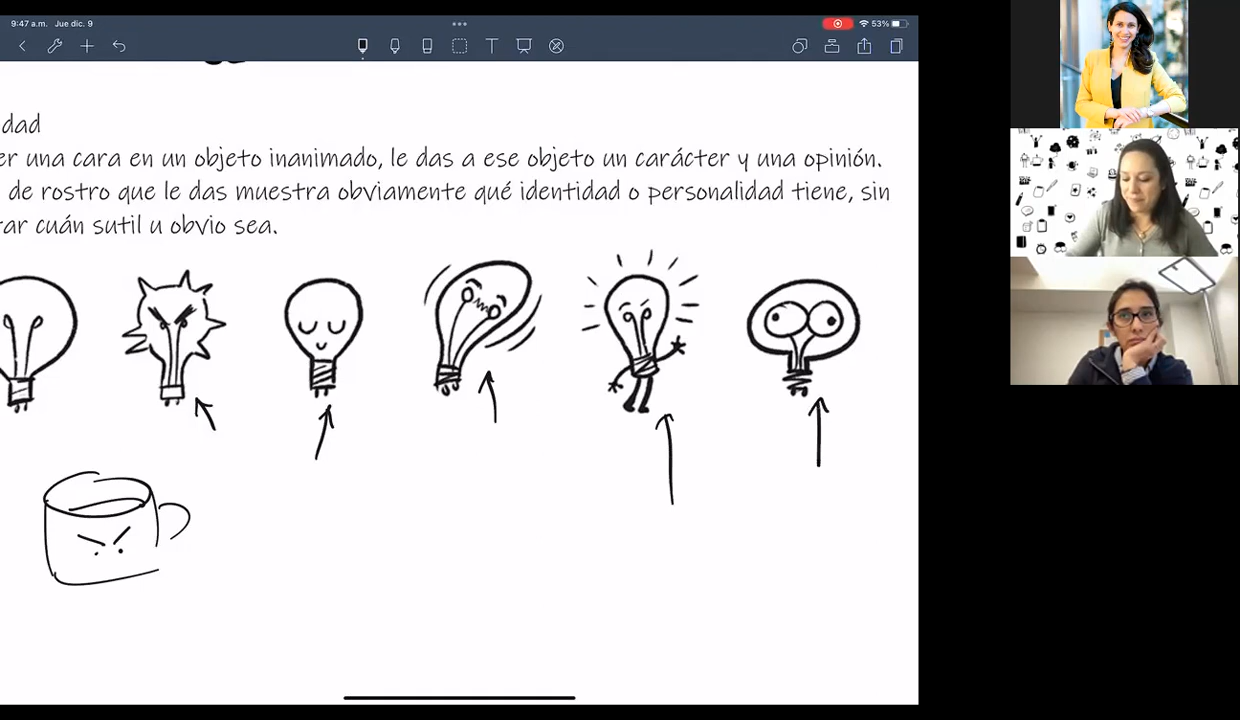 9:47 a.m. Jue dic. 9
53%
T
dad
er una cara en un objeto inanimado, le das a ese objeto un carácter y una opinión.
de rostro que le das muestra obviamente qué identidad o personalidad tiene, sin
rar cuán sutil u obvio sea.